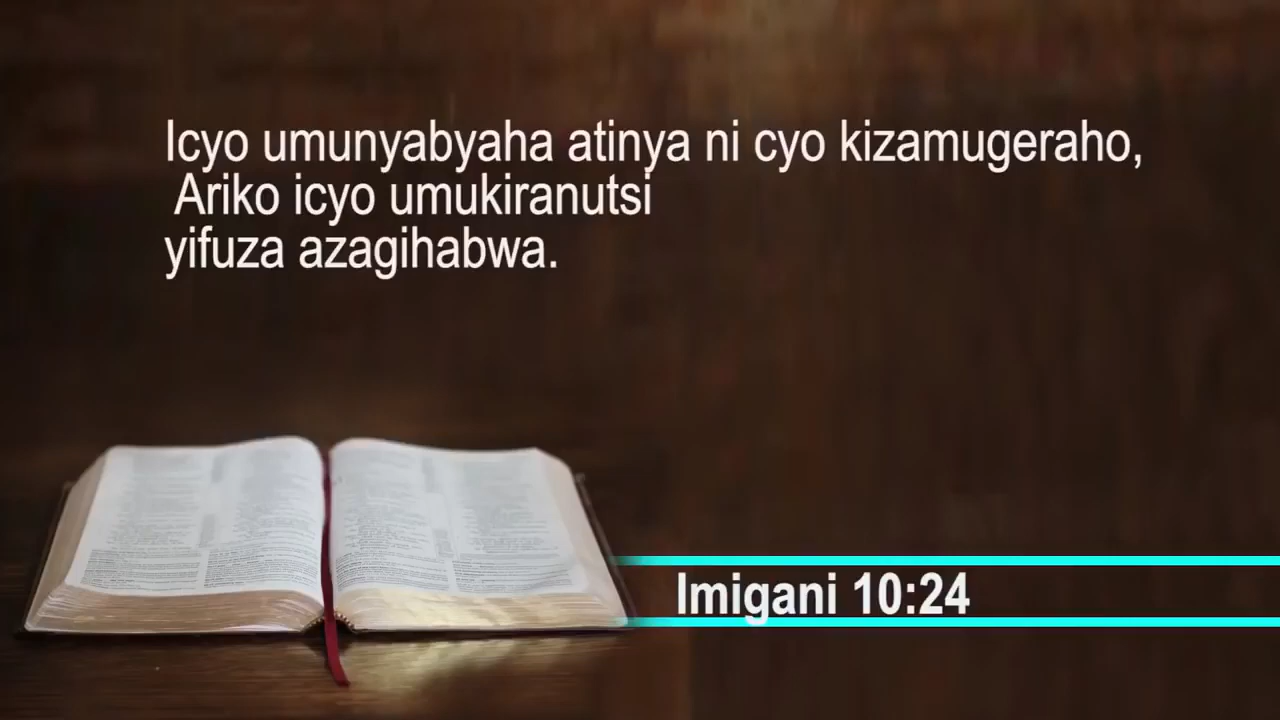 Icyo umunyabyaha atinya ni cyo kizamugeraho,
Ariko icyo umukiranutsi
yifuza azagihabwa.
Imigani 10:24